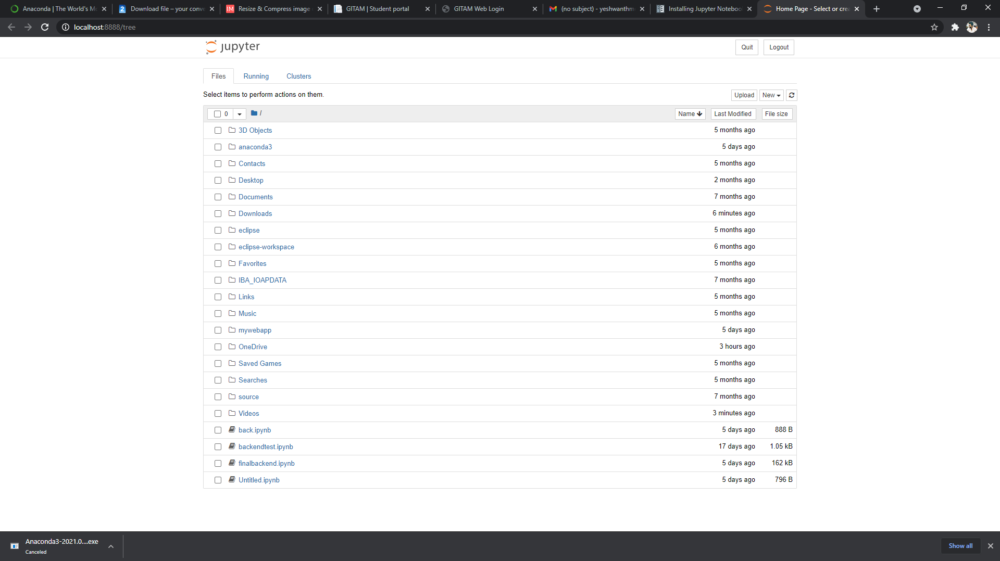 Anaconda | The World's Mo
Download file – your conve
IM Resize & Compress image
GITAM | Student portal
GITAM Web Login
(no subject) - yeshwanthm
Installing Jupyter Noteboo
Home Page - Select or crea
localhost:8888/tree
jupyter
Quit Logout
Files Running Clusters
Select items to perform actions on them.
Upload New
0 / Name Last Modified File size
3D Objects 5 months ago
anaconda3 5 days ago
Contacts 5 months ago
Desktop 2 months ago
Documents 7 months ago
Downloads 6 minutes ago
eclipse 5 months ago
eclipse-workspace 6 months ago
Favorites 5 months ago
IBA_IOAPDATA 7 months ago
Links 5 months ago
Music 5 months ago
mywebapp 5 days ago
OneDrive 3 hours ago
Saved Games 5 months ago
Searches 5 months ago
source 7 months ago
Videos 3 minutes ago
back.ipynb 5 days ago 888 B
backendtest.ipynb 17 days ago 1.05 kB
finalbackend.ipynb 5 days ago 162 kB
Untitled.ipynb 5 days ago 796 B
Anaconda3-2021.0....exe
Canceled
Show all